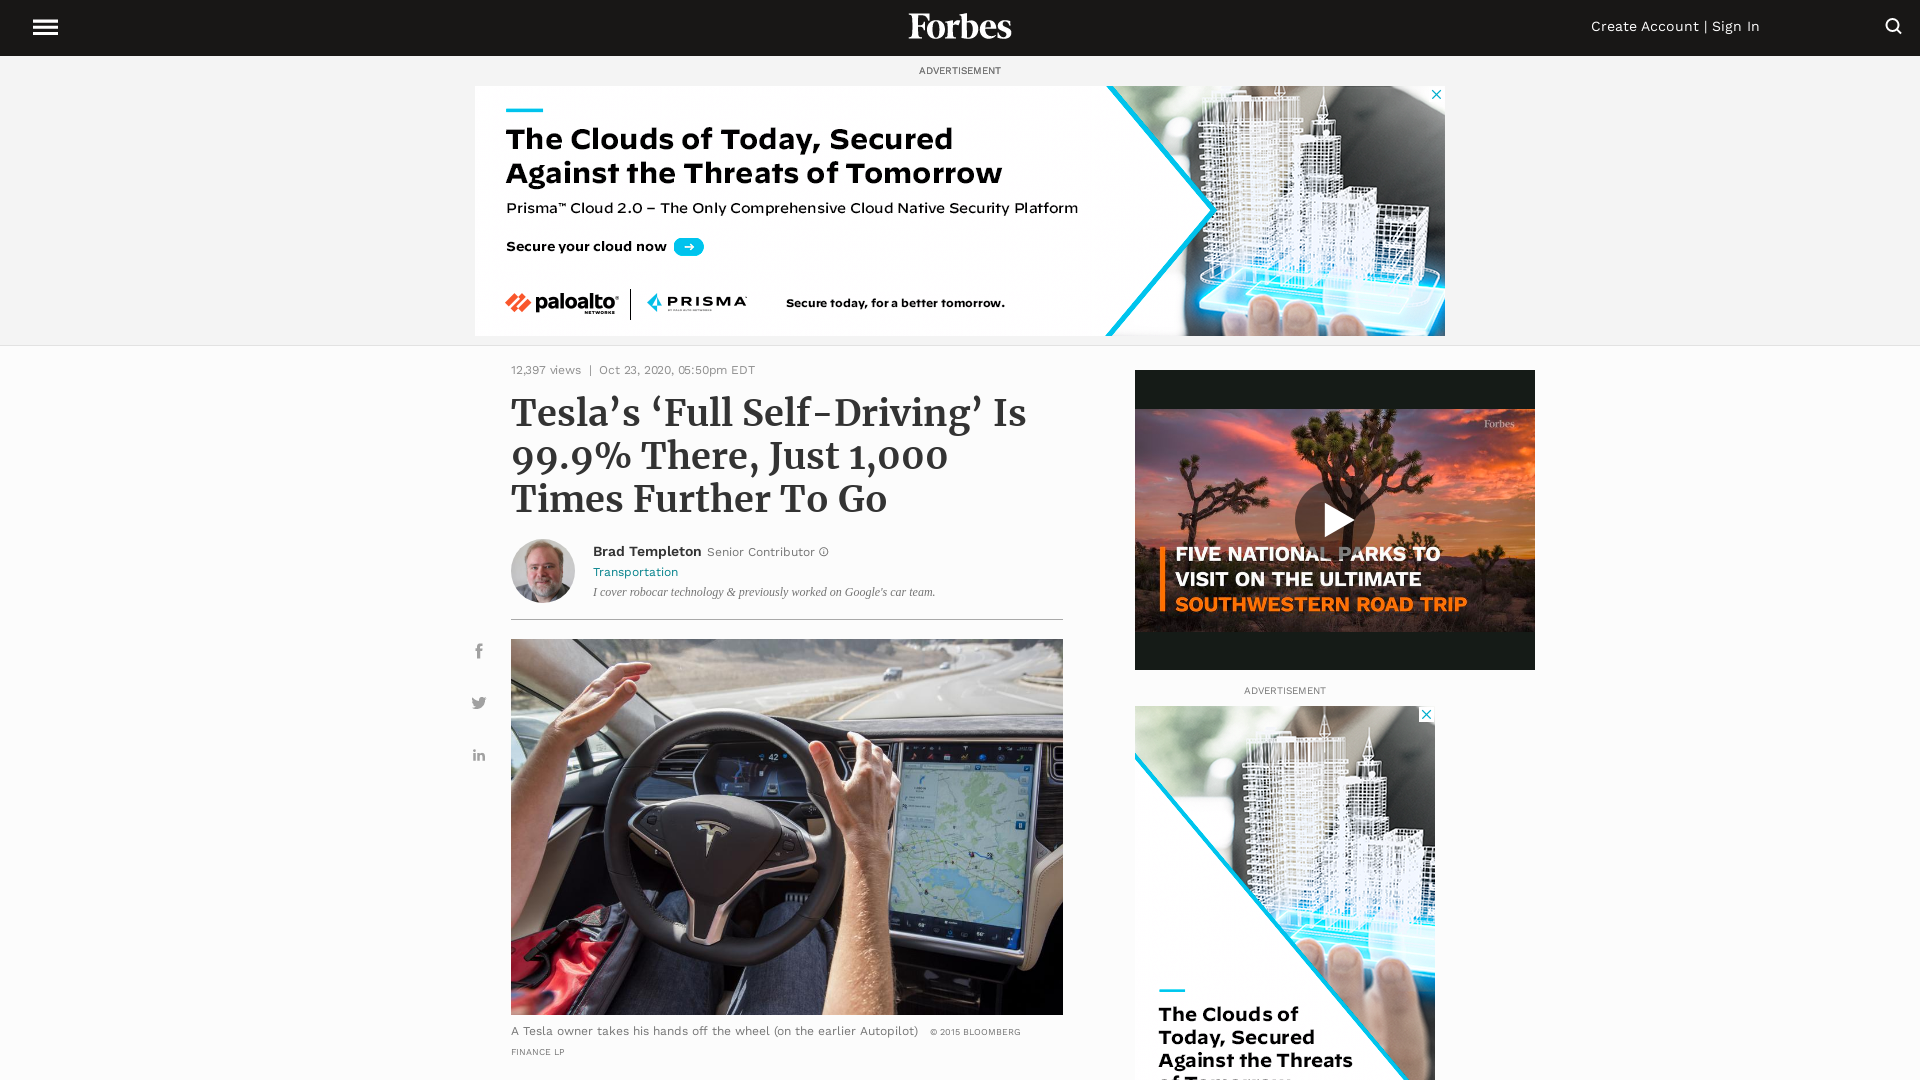 Forbes
Create Account | Sign In
ADVERTISEMENT
The Clouds of Today, Secured
Against the Threats of Tomorrow
Prisma™ Cloud 2.0 – The Only Comprehensive Cloud Native Security Platform
Secure your cloud now
paloalto®
NETWORKS
PRISMA
Secure today, for a better tomorrow.
12,397 views | Oct 23, 2020, 05:50pm EDT
Tesla’s ‘Full Self-Driving’ Is
99.9% There, Just 1,000
Times Further To Go
Brad Templeton Senior Contributor
Transportation
I cover robocar technology & previously worked on Google's car team.
42
A Tesla owner takes his hands off the wheel (on the earlier Autopilot) © 2015 BLOOMBERG
FINANCE LP
Forbes
FIVE NATIONAL PARKS TO
VISIT ON THE ULTIMATE
SOUTHWESTERN ROAD TRIP
ADVERTISEMENT
The Clouds of
Today, Secured
Against the Threats
of Tomorrow